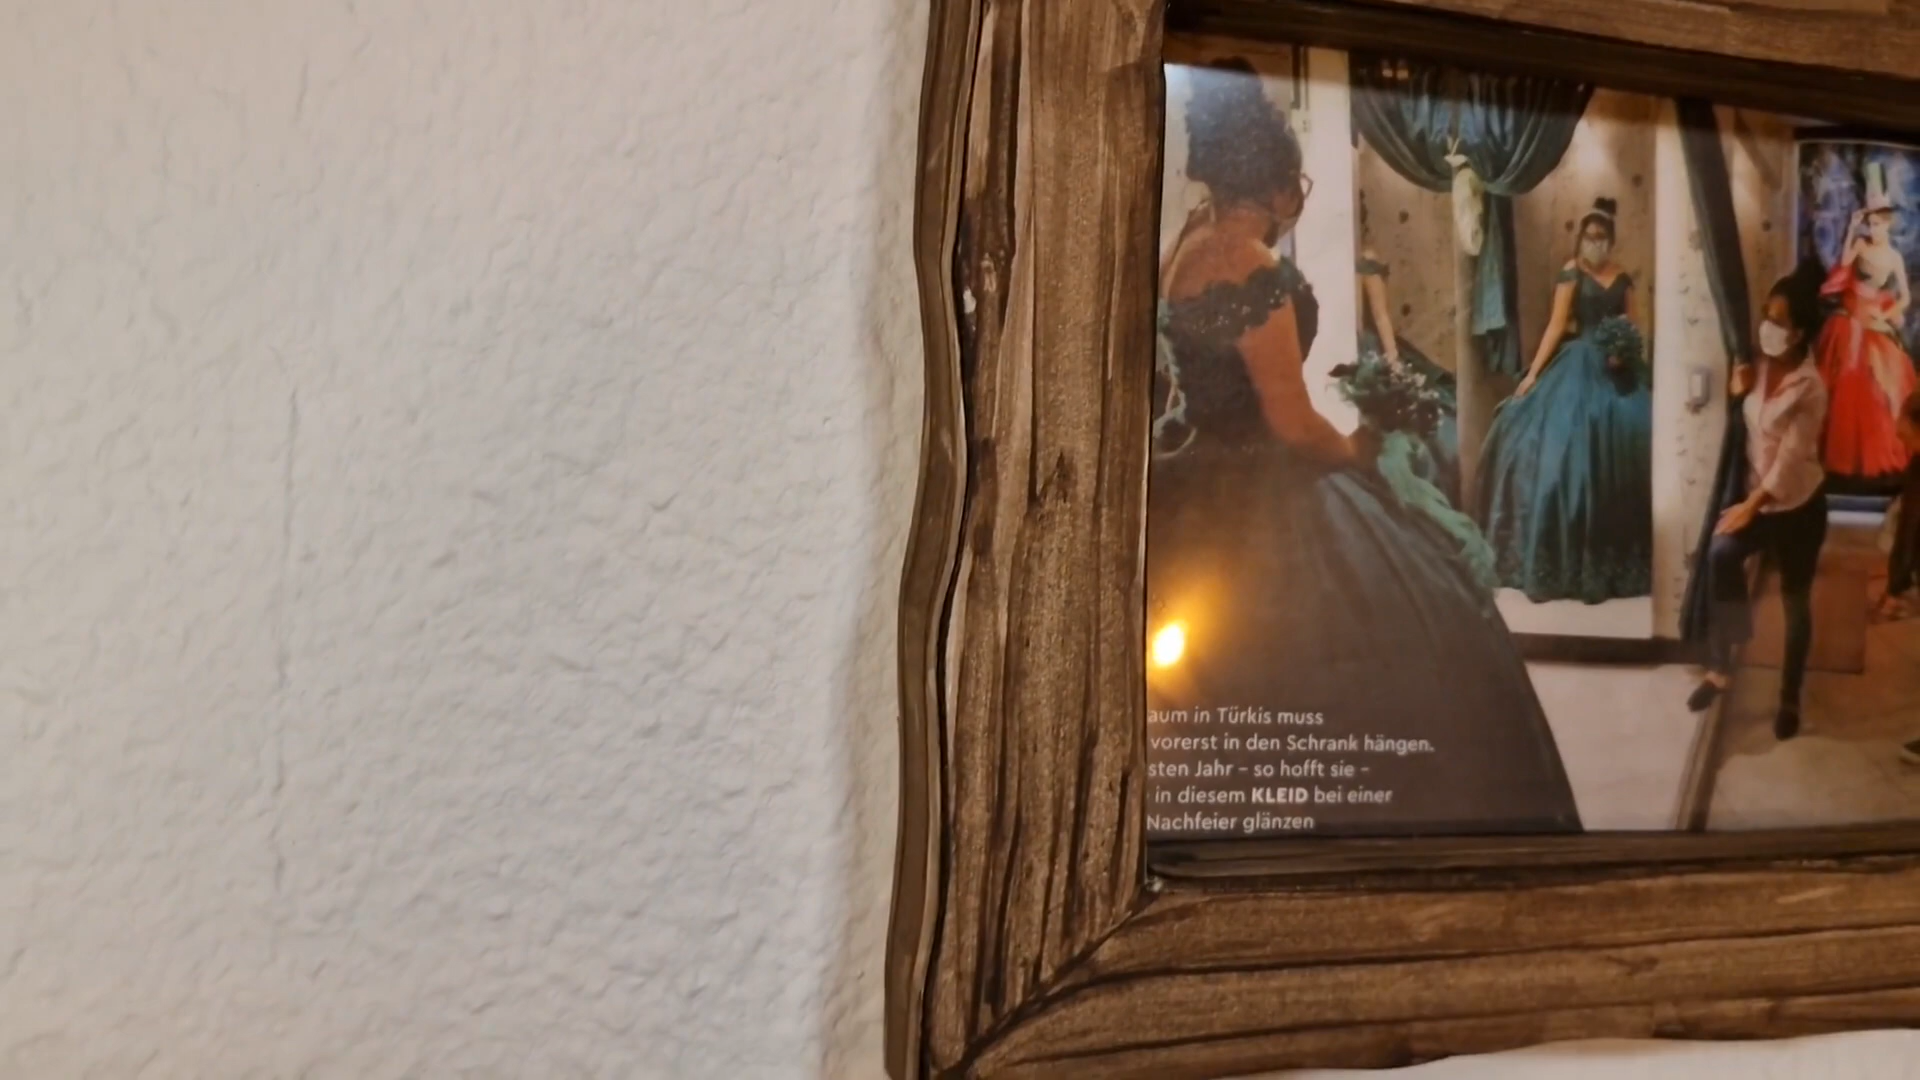 aum in Türkis muss
vorerst in den Schrank hängen.
sten Jahr – so hofft sie –
in diesem KLEID bei einer
Nachfeier glänzen